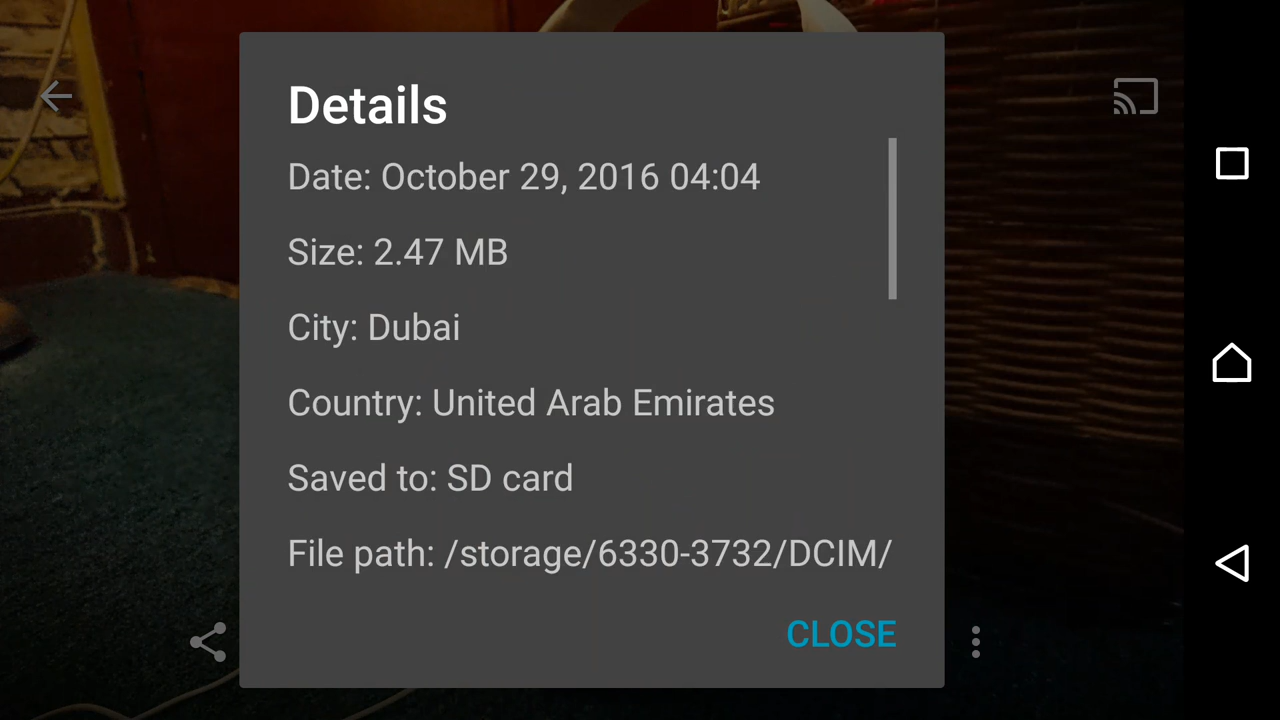 Details
Date: October 29, 2016 04:04
Size: 2.47 MB
City: Dubai
Country: United Arab Emirates
Saved to: SD card
File path: /storage/6330-3732/DCIM/
CLOSE